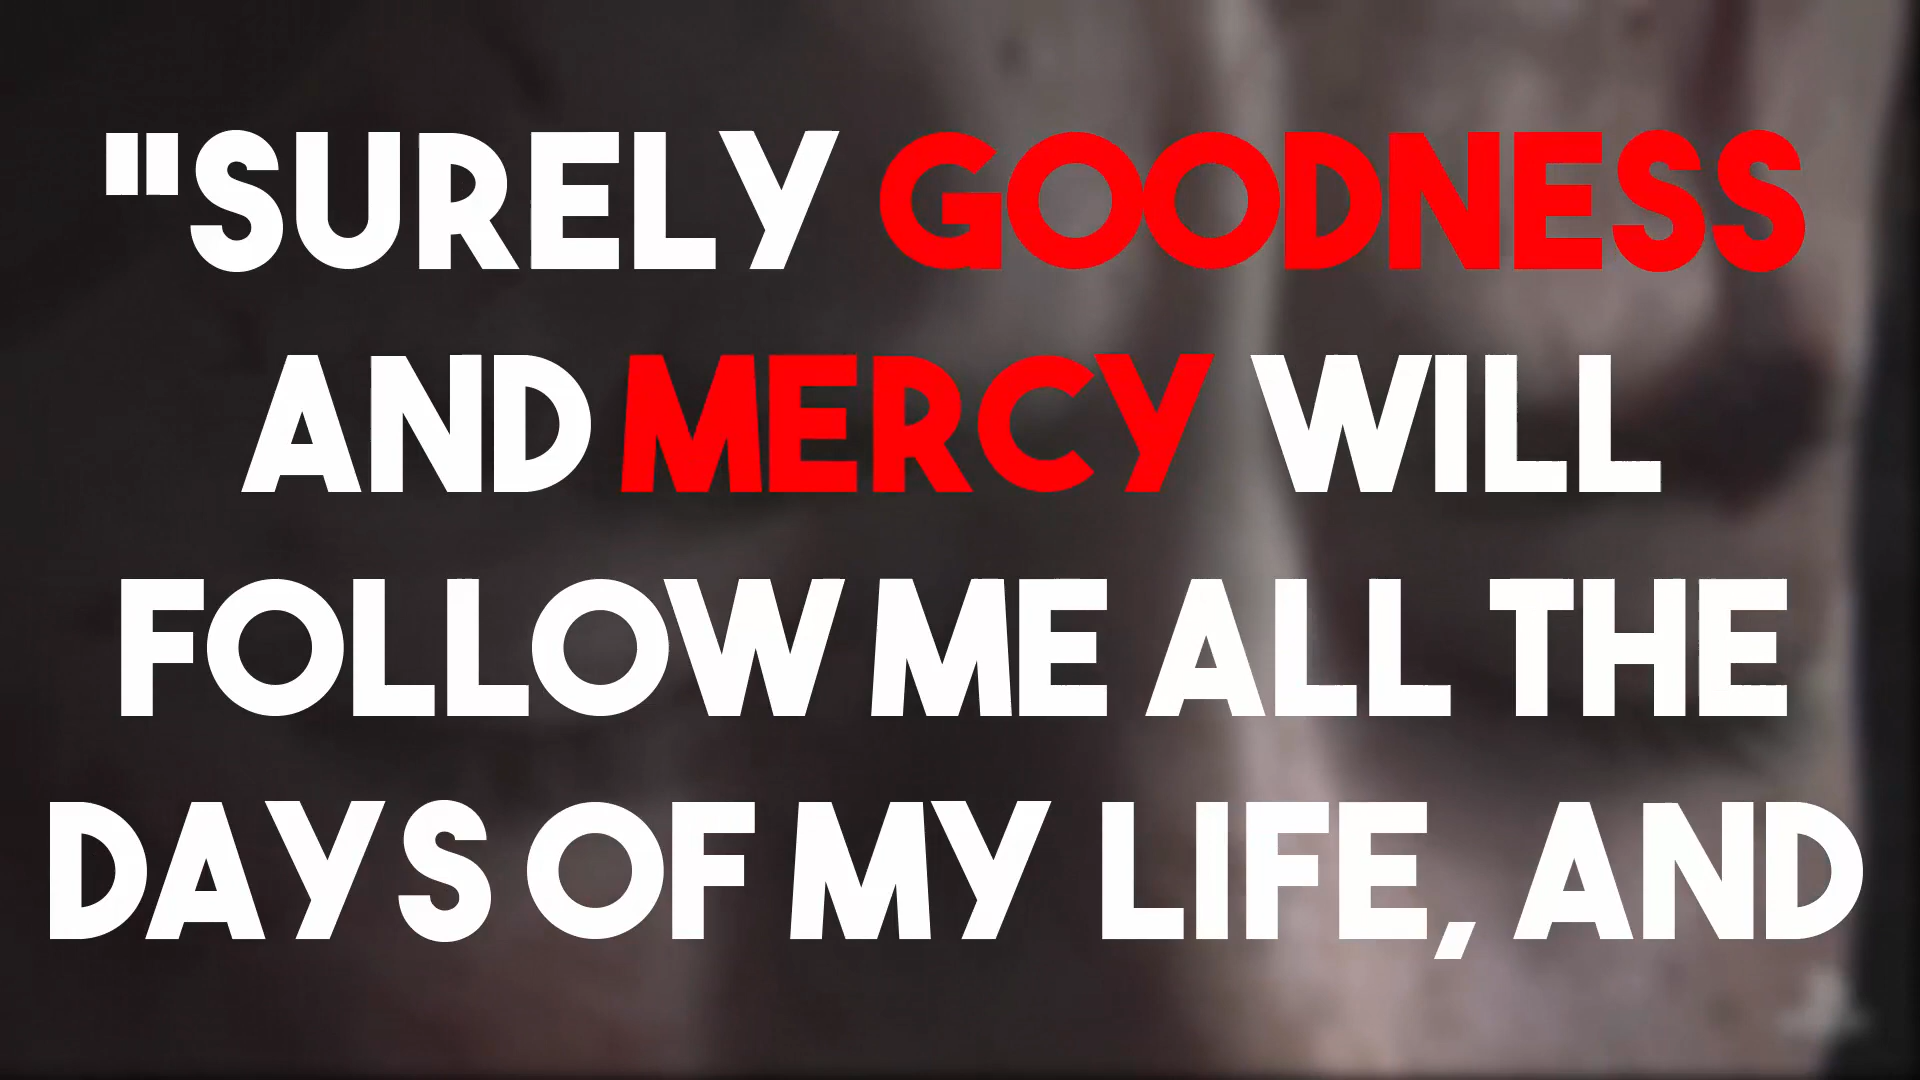 "SURELY GOODNESS
AND MERCY WILL
FOLLOW ME ALL THE
DAYS OF MY LIFE, AND